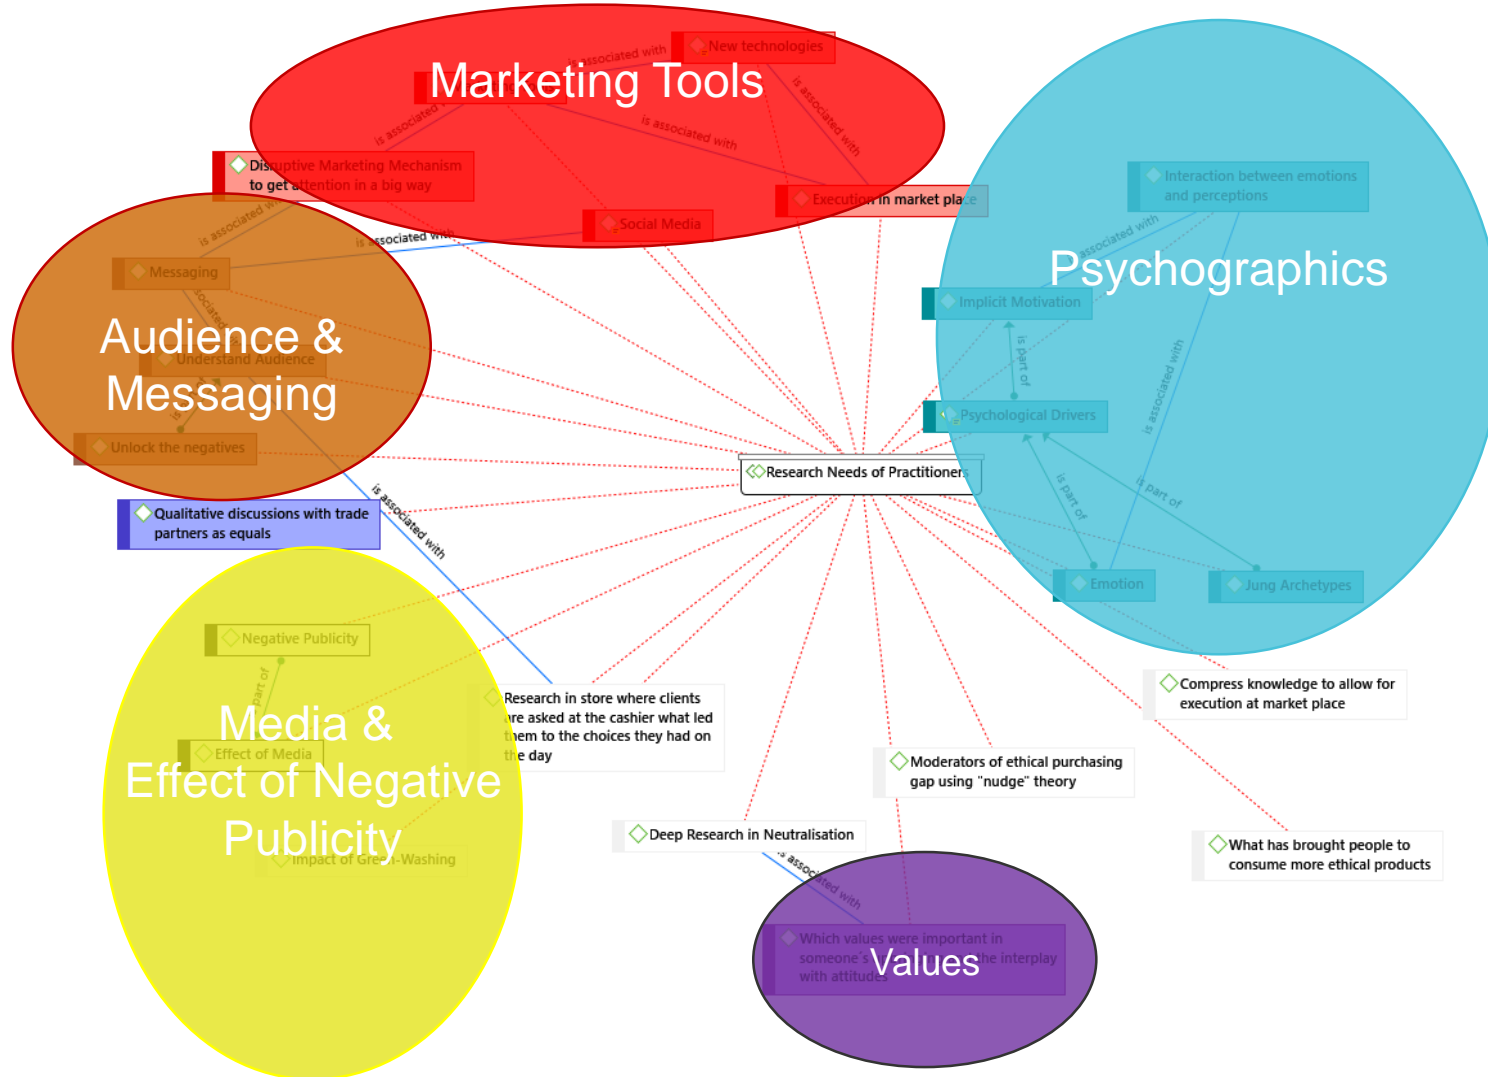 is associated with
New technologies
Marketing Tools
is associated
is associated with
is associated with
Disruptive Marketing Mechanism
to get attention in a big way
Execution in market place
Social Media
is associated with
is associated with
Interaction between emotions
and perceptions
is associated with
Psychographics
Messaging
Implicit Motivation
Audience &
Messaging
Understand Audience
is part of
is associated with
Psychological Drivers
Unlock the negatives
Research Needs of Practitioners
Qualitative discussions with trade
partners as equals
is associated with
is part of
is part of
Emotion
Jung Archetypes
Negative Publicity
part of
Compress knowledge to allow for
execution at market place
Research in store where clients
are asked at the cashier what led
them to the choices they had on
the day
Media &
Effect of Negative
Publicity
Effect of Media
Moderators of ethical purchasing
gap using "nudge" theory
Deep Research in Neutralisation
Impact of Green-Washing
What has brought people to
consume more ethical products
is associated with
Which values were important in
someone's the interplay
with attitudes
Values